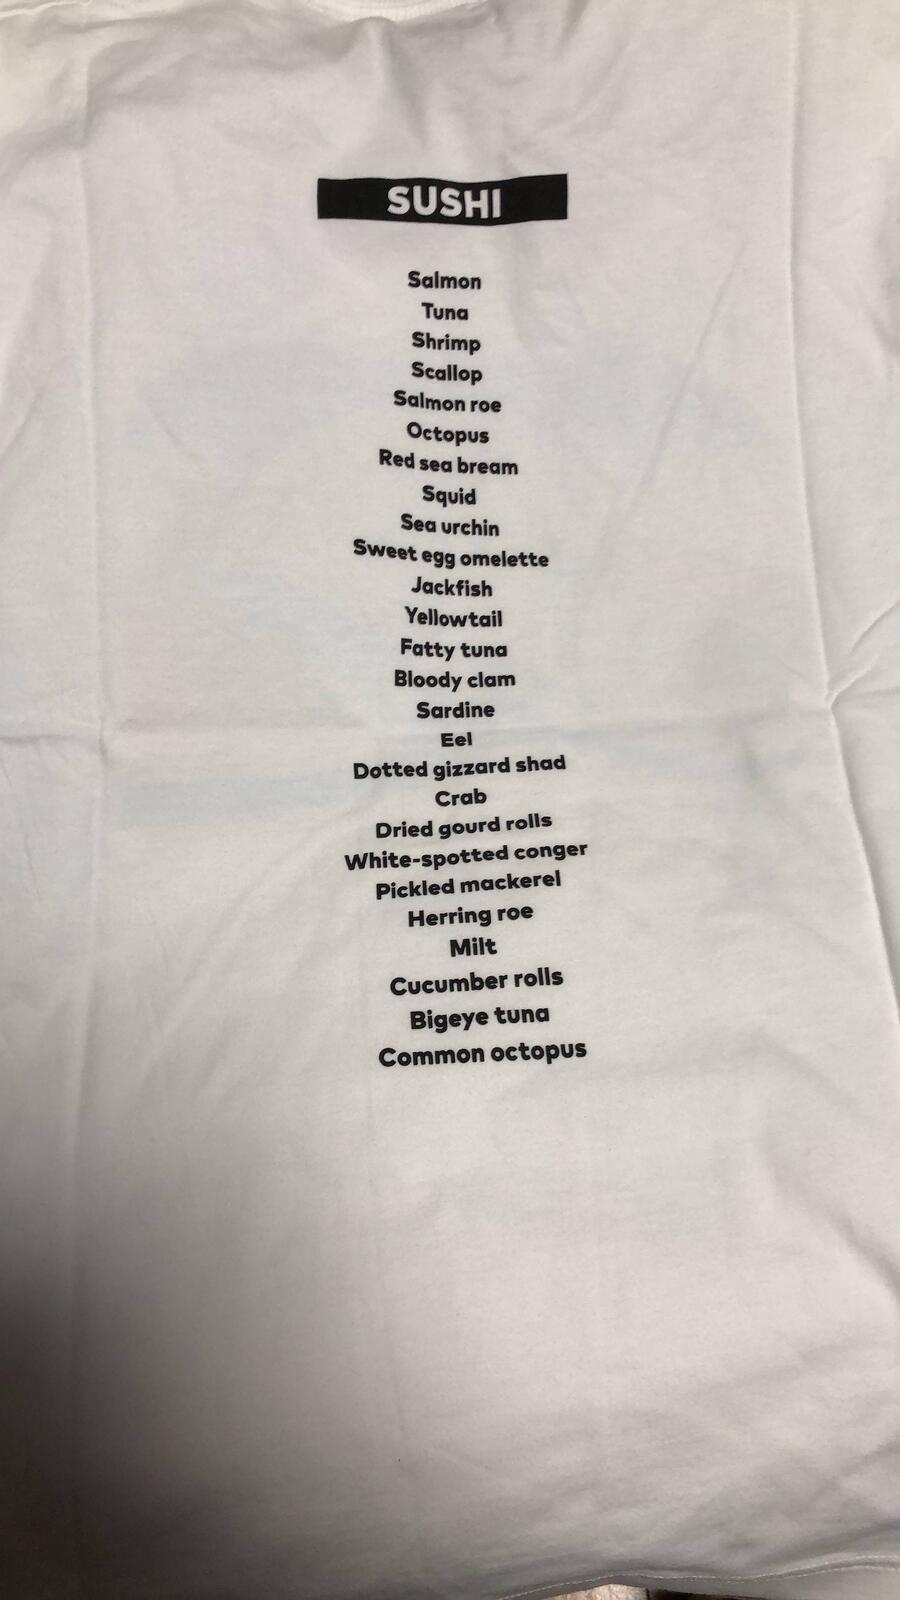 SUSHI
Salmon
Tuna
Shrimp
Scallop
Salmon roe
Octopus
Red sea bream
Squid
Sea urchin
Sweet egg omelette
Jackfish
Yellowtail
Fatty tuna
Bloody clam
Sardine
Eel
Dotted gizzard shad
Crab
Dried gourd rolls
White-spotted conger
Pickled mackerel
Herring roe
Milt
Cucumber rolls
Bigeye tuna
Common octopus